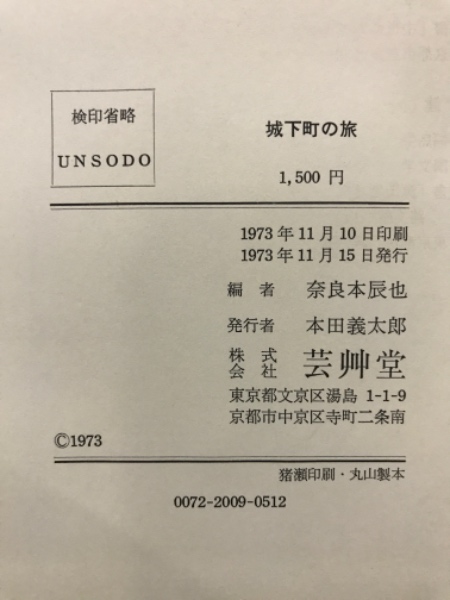 検印省略
UNSODO
城下町の旅
1,500 円
1973 年 11 月 10 日印刷
1973 年 11 月 15 日発行
編 者 奈良本辰也
発行者 本田義太郎
株式会社 芸艸堂
東京都文京区湯島 1-1-9
京都市中京区寺町二条南
©1973
猪瀬印刷・丸山製本
0072-2009-0512